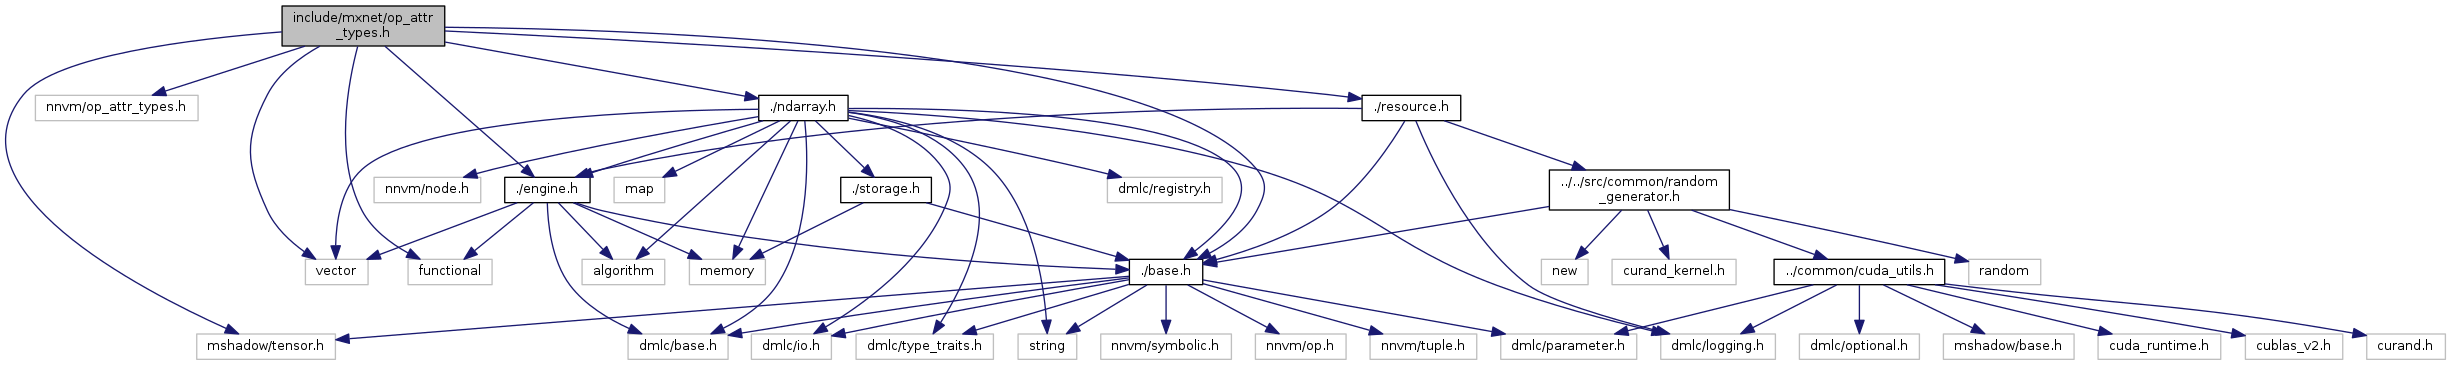 include/mxnet/op_attr
_types.h
nnvm/op_attr_types.h
./ndarray.h
./resource.h
nnvm/node.h
./engine.h
map
./storage.h
dmlc/registry.h
../../src/common/random
_generator.h
vector
functional
algorithm
memory
./base.h
new
curand_kernel.h
../common/cuda_utils.h
random
mshadow/tensor.h
dmlc/base.h
dmlc/io.h
dmlc/type_traits.h
string
nnvm/symbolic.h
nnvm/op.h
nnvm/tuple.h
dmlc/parameter.h
dmlc/logging.h
dmlc/optional.h
mshadow/base.h
cuda_runtime.h
cublas_v2.h
curand.h